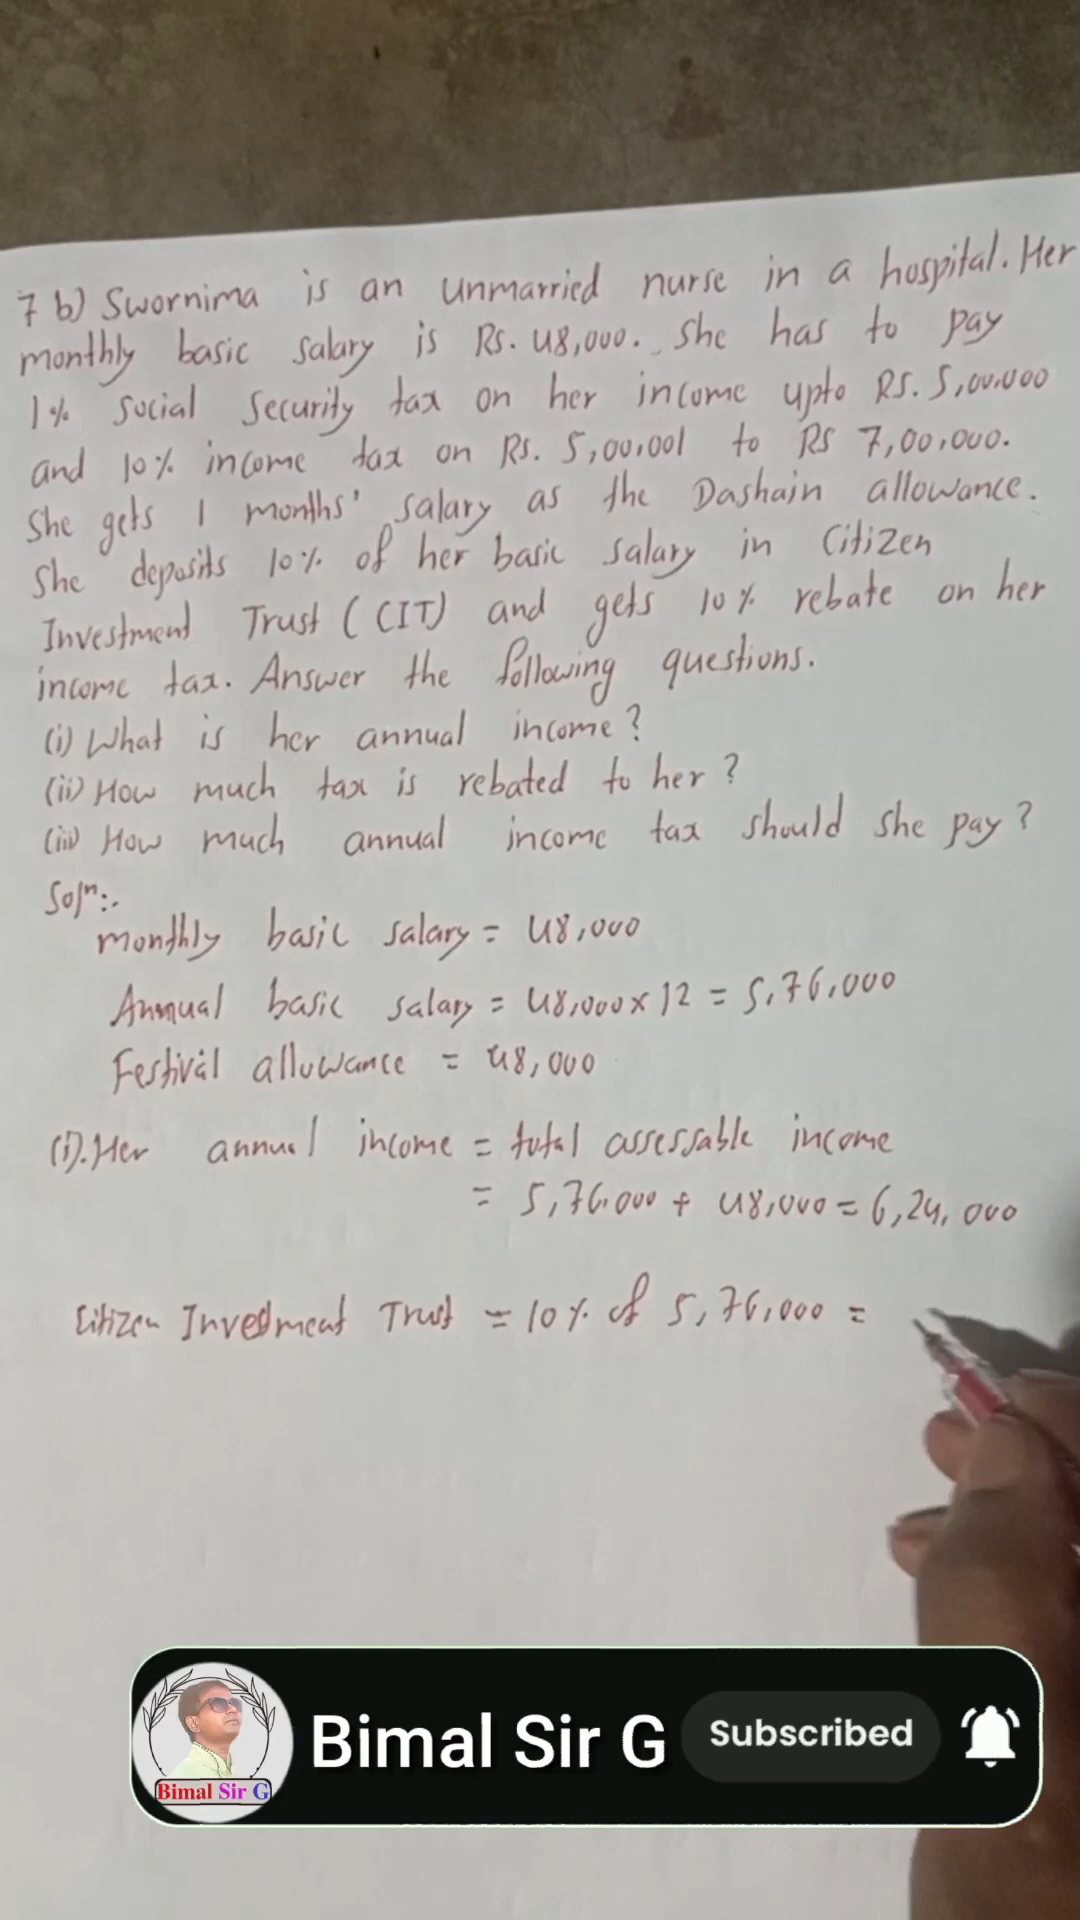 7 b) Swornima is an unmarried nurse in a hospital. Her
monthly basic salary is Rs. 48,000. She has to pay
1% social security tax on her income upto Rs. 5,00,000
and 10% income tax on Rs. 5,00,001 to Rs 7,00,000.
She gets 1 months' salary as the Dashain allowance.
She deposits 10% of her basic salary in Citizen
Investment Trust (CIT) and gets 10% rebate on her
income tax. Answer the following questions.
(i) What is her annual income?
(ii) How much tax is rebated to her?
(iii) How much annual income tax should she pay?
Solⁿ:.
monthly basic salary = 48,000
Annual basic salary = 48,000 x 12 = 5,76,000
Festival allowance = 48,000
(i). Her annual income = total assessable income
= 5,76,000 + 48,000 = 6,24,000
Citizen Investment Trust = 10% of 5,76,000 =
Bimal Sir G
Bimal Sir G
Subscribed